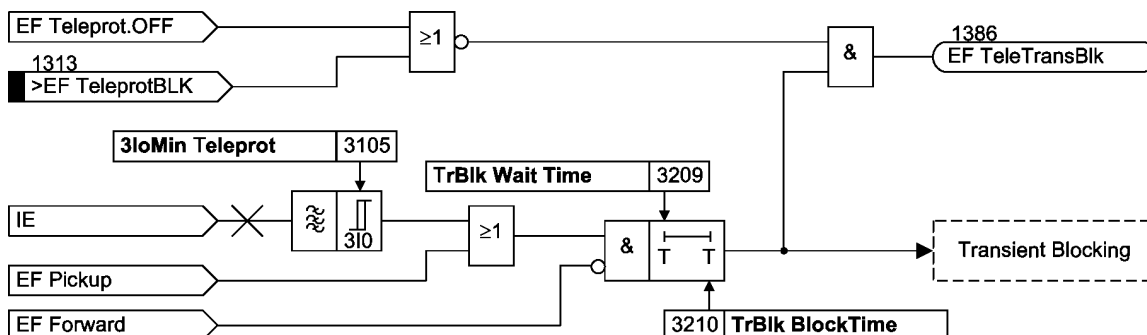 EF Teleprot.OFF
≥1
1386
EF TeleTransBlk
&
1313
>EF TeleprotBLK
3IoMin Teleprot 3105
TrBlk Wait Time 3209
IE
3I0
≥1
&
T T
Transient Blocking
EF Pickup
EF Forward
3210 TrBlk BlockTime